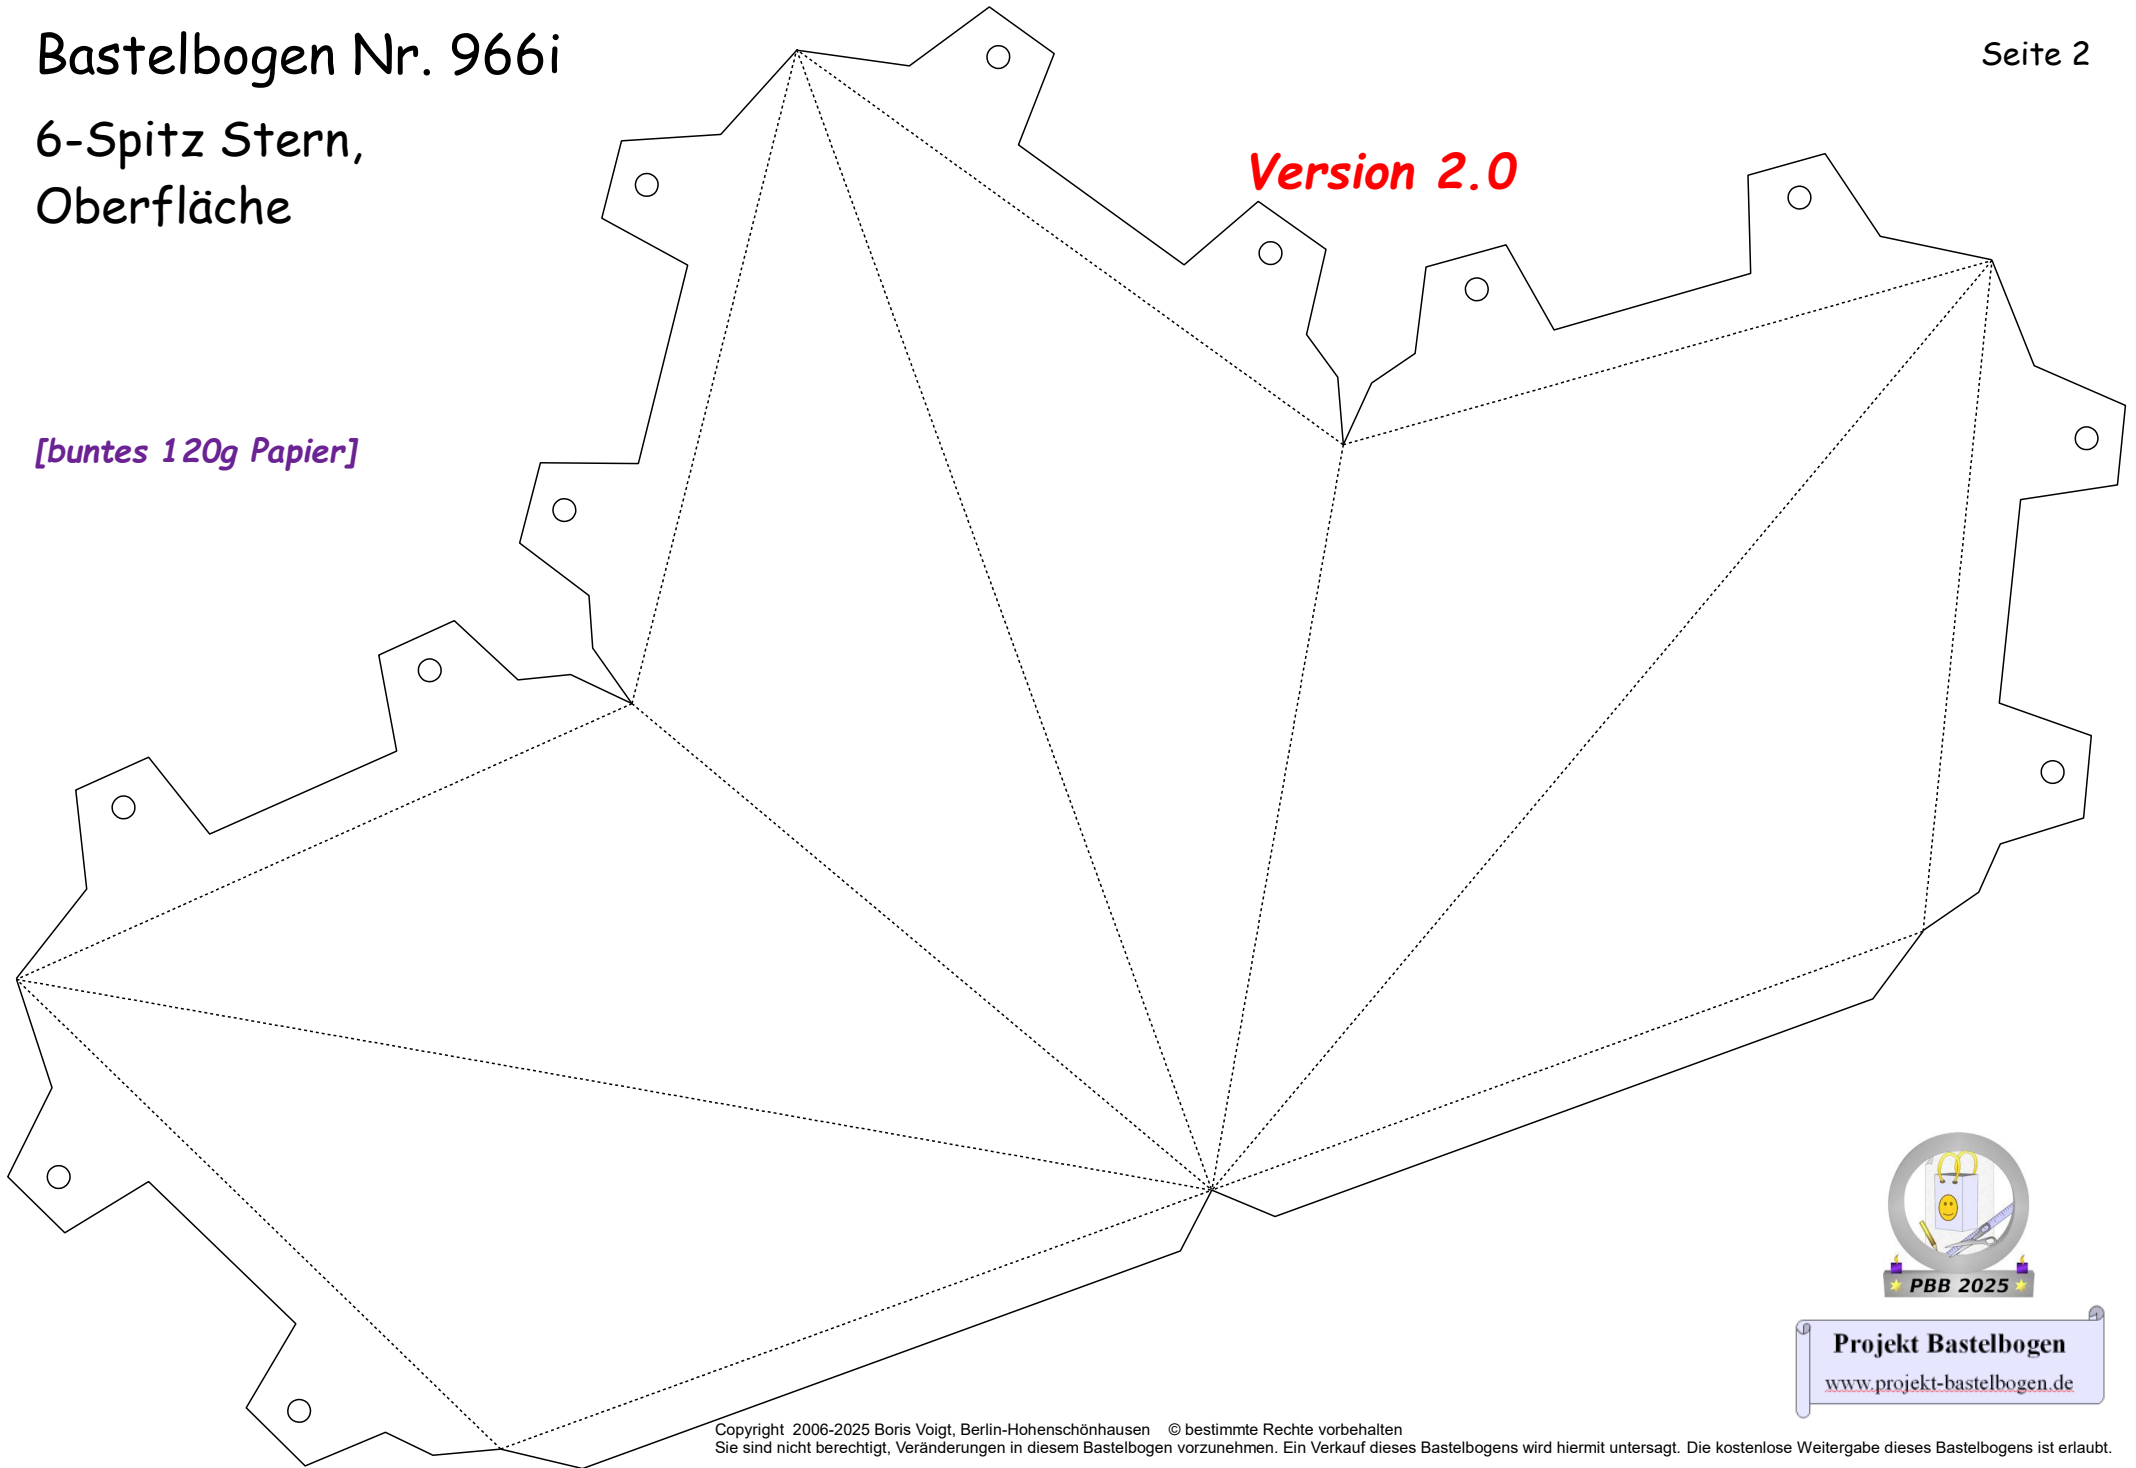 Bastelbogen Nr. 966i
Seite 2
6-Spitz Stern,
Oberfläche
Version 2.0
[buntes 120g Papier]
PBB 2025
Projekt Bastelbogen
www.projekt-bastelbogen.de
Copyright 2006-2025 Boris Voigt, Berlin-Hohenschönhausen © bestimmte Rechte vorbehalten
Sie sind nicht berechtigt, Veränderungen in diesem Bastelbogen vorzunehmen. Ein Verkauf dieses Bastelbogens wird hiermit untersagt. Die kostenlose Weitergabe dieses Bastelbogens ist erlaubt.